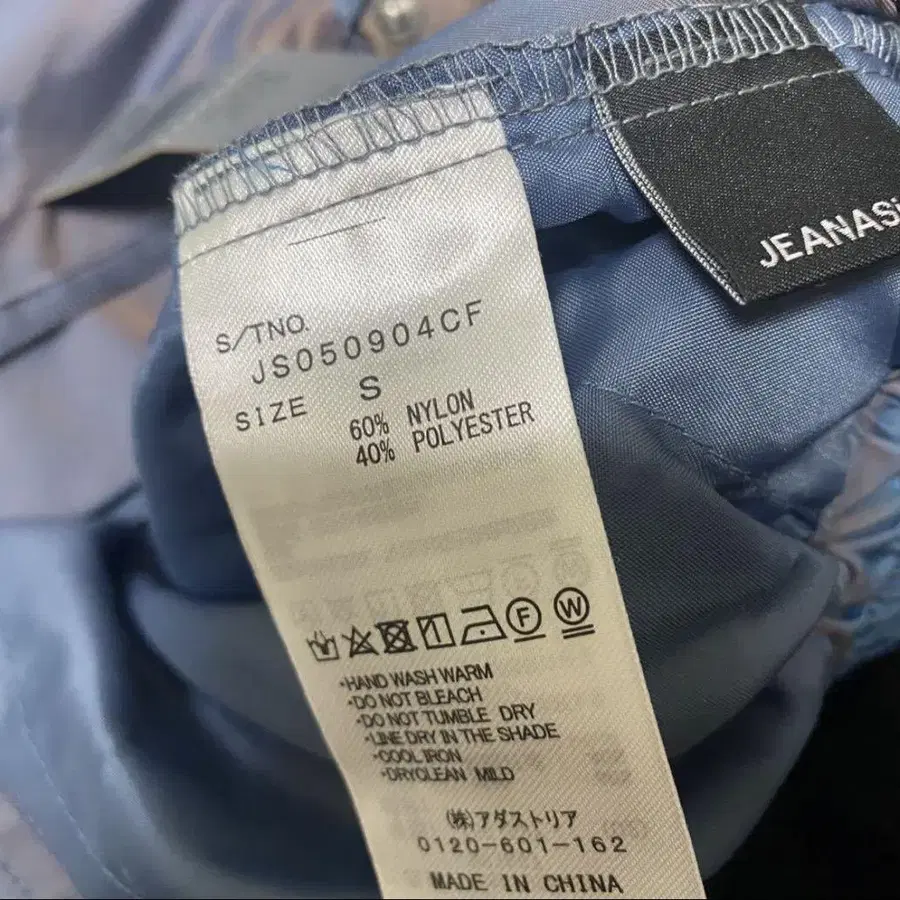 JEANASi
S/TNO.
JS050904CF
SIZE S
60% NYLON
40% POLYESTER
F W
•HAND WASH WARM
•DO NOT BLEACH
•DO NOT TUMBLE DRY
•LINE DRY IN THE SHADE
•COOL IRON
•DRYCLEAN MILD
(株)アダストリア
0120-601-162
MADE IN CHINA